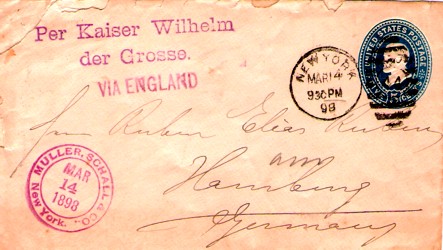 Per Kaiser Wilhelm
der Grosse.
VIA ENGLAND
NEW YORK
MAR 14
930 PM
98
UNITED STATES POSTAGE
Elias
Hamburg
Germany
MULLER, SCHALL & CO.
New York.
MAR
14
1898